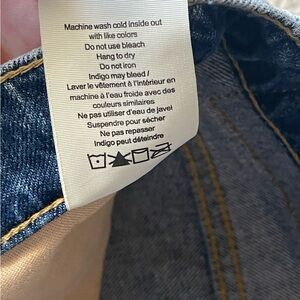 Machine wash cold inside out
with like colors
Do not use bleach
Hang to dry
Do not iron
Indigo may bleed /
Laver le vêtement à l'intérieur en
machine à l'eau froide avec des
couleurs similaires
Ne pas utiliser d'eau de javel
Suspendre pour sécher
Ne pas repasser
Indigo peut déteindre